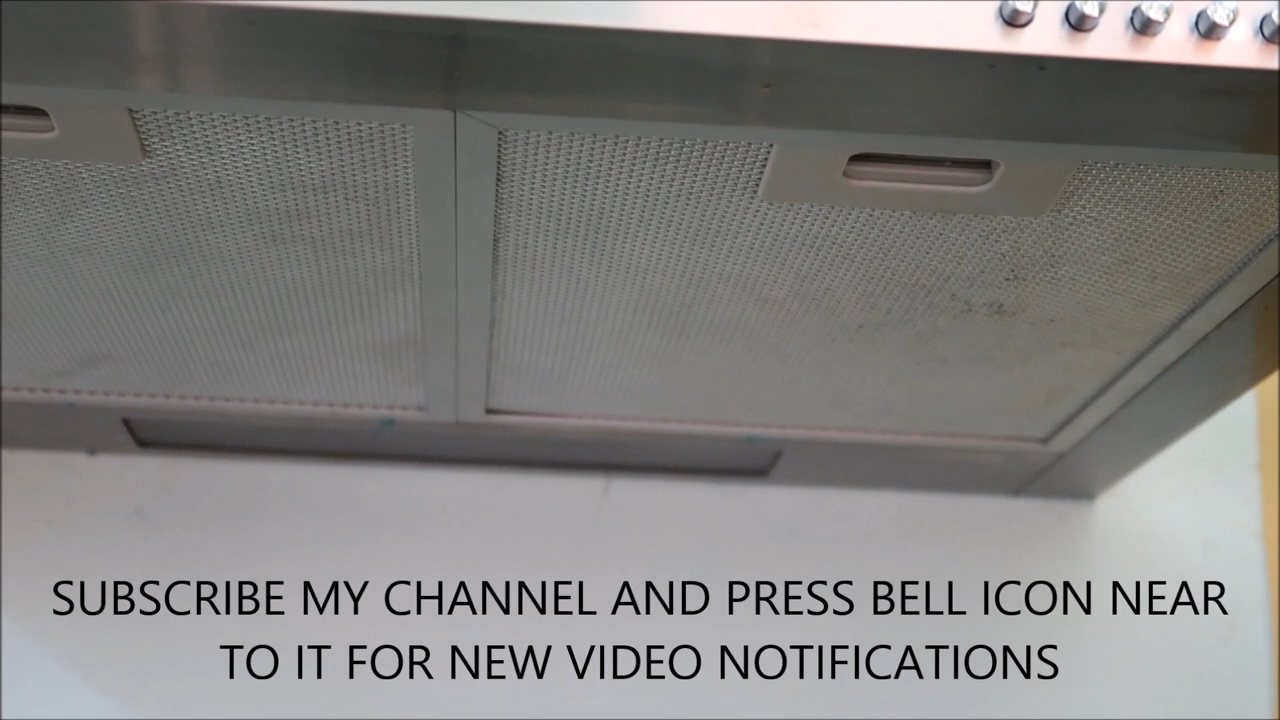 SUBSCRIBE MY CHANNEL AND PRESS BELL ICON NEAR
TO IT FOR NEW VIDEO NOTIFICATIONS